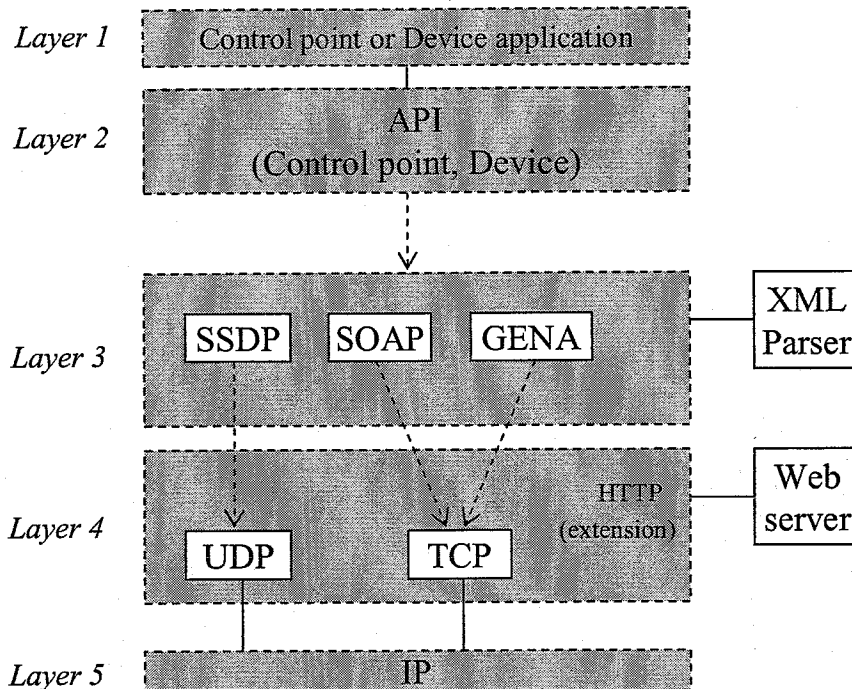 Layer 1
Control point or Device application
Layer 2
API
(Control point, Device)
Layer 3
SSDP
SOAP
GENA
XML
Parser
Layer 4
HTTP
(extension)
UDP
TCP
Web
server
Layer 5
IP